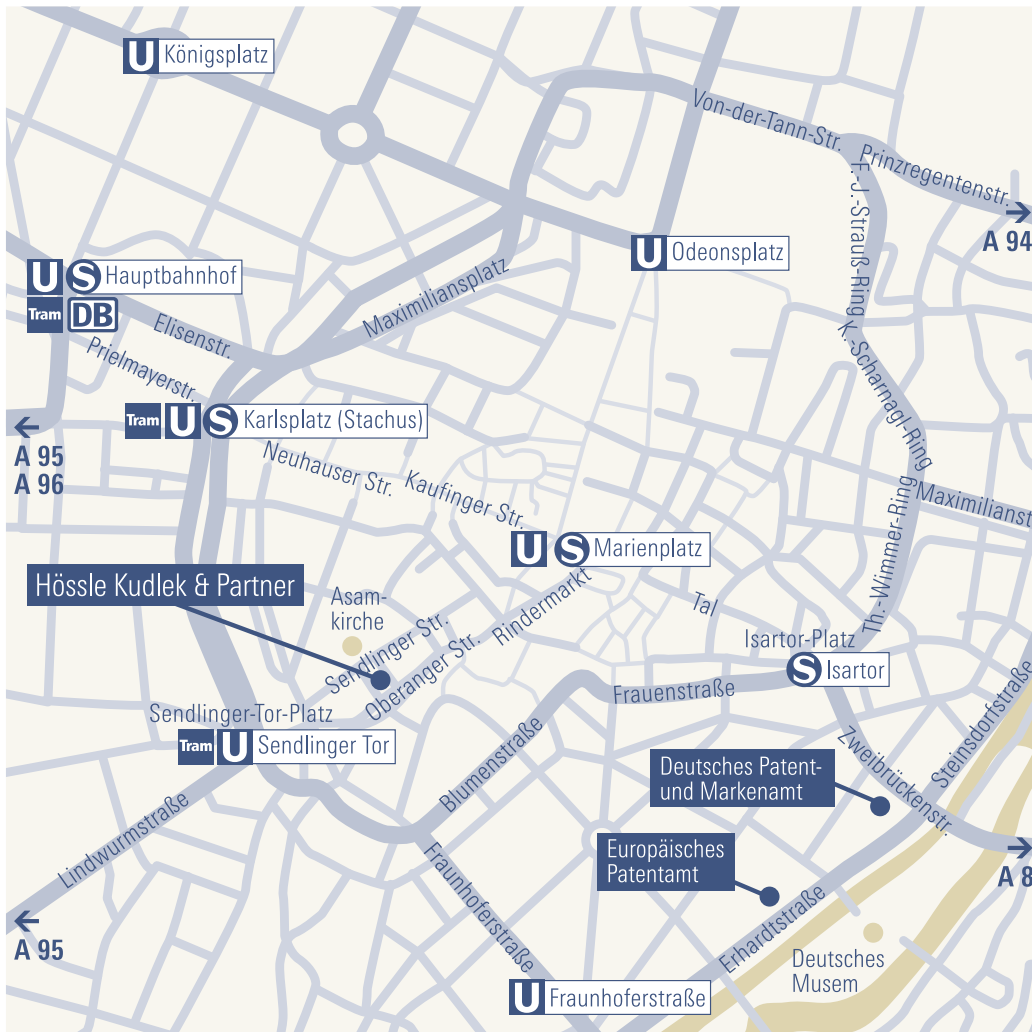 U Königsplatz
Von-der-Tann-Str.
Prinzregentenstr.
A 94
F.-J.-Strauß-Ring
U Odeonsplatz
U S Hauptbahnhof
Tram DB
Maximiliansplatz
Elisenstr.
Prielmayerstr.
K.-Scharnagl-Ring
Tram U S Karlsplatz (Stachus)
A 95
A 96
Neuhauser Str.
Kaufinger Str.
Maximilianst
Th.-Wimmer-Ring
U S Marienplatz
Hössle Kudlek & Partner
Asam-
kirche
Rindermarkt
Tal
Sendlinger Str.
Oberanger Str.
Isartor-Platz
S Isartor
Frauenstraße
Sendlinger-Tor-Platz
Tram U Sendlinger Tor
Steinsdorfstraße
Blumenstraße
Zweibrückenstr.
Deutsches Patent-
und Markenamt
Lindwurmstraße
Fraunhoferstraße
Europäisches
Patentamt
A 8
A 95
Erhardtstraße
Deutsches
Musem
U Fraunhoferstraße